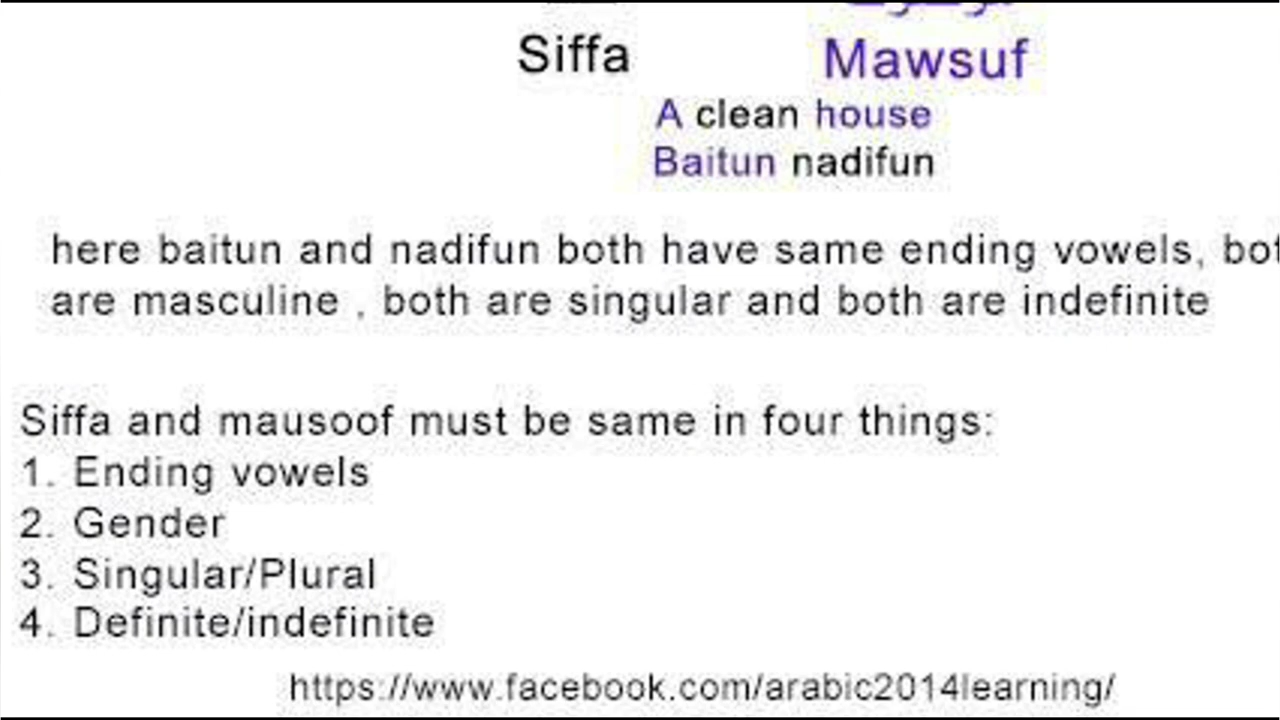 Siffa Mawsuf
A clean house
Baitun nadifun
here baitun and nadifun both have same ending vowels,
are masculine , both are singular and both are indefinite
Siffa and mausoof must be same in four things:
1. Ending vowels
2. Gender
3. Singular/Plural
4. Definite/indefinite
https://www.facebook.com/arabic2014learning/